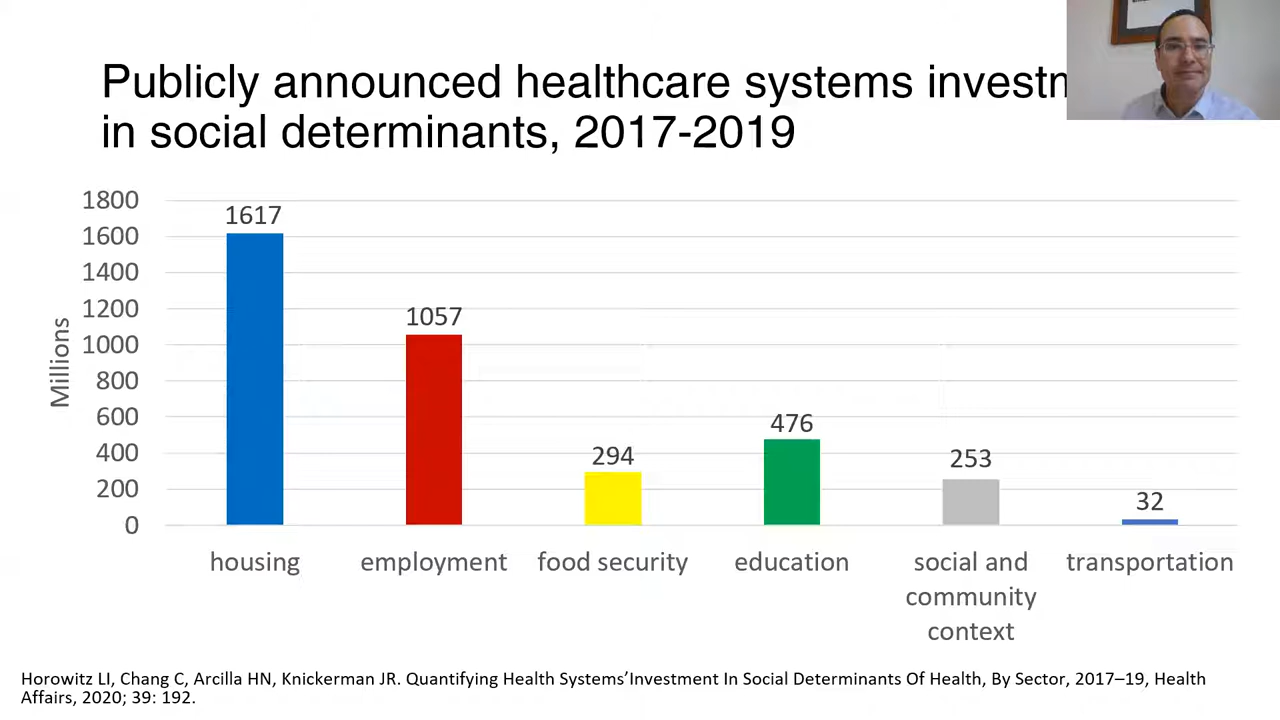 Publicly announced healthcare systems
in social determinants, 2017-2019
1800
1600
1400
1200
1000
800
600
400
200
0
Millions
1617
1057
294
476
253
32
housing
employment
food security
education
social and
community
context
transportation
Horowitz LI, Chang C, Arcilla HN, Knickerman JR. Quantifying Health Systems’Investment In Social Determinants Of Health, By Sector, 2017–19, Health
Affairs, 2020; 39: 192.